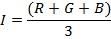 I = (R + G + B) / 3